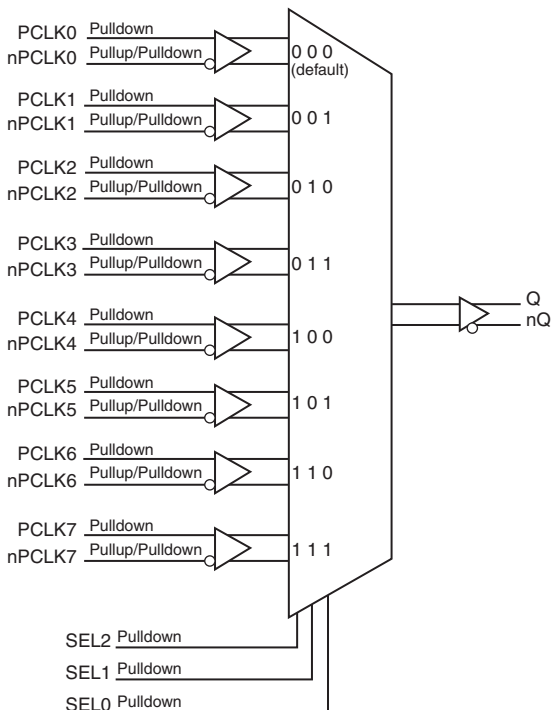 PCLK0 Pulldown
nPCLK0 Pullup/Pulldown
0 0 0
(default)
PCLK1 Pulldown
nPCLK1 Pullup/Pulldown
0 0 1
PCLK2 Pulldown
nPCLK2 Pullup/Pulldown
0 1 0
PCLK3 Pulldown
nPCLK3 Pullup/Pulldown
0 1 1
Q
nQ
PCLK4 Pulldown
nPCLK4 Pullup/Pulldown
1 0 0
PCLK5 Pulldown
nPCLK5 Pullup/Pulldown
1 0 1
PCLK6 Pulldown
nPCLK6 Pullup/Pulldown
1 1 0
PCLK7 Pulldown
nPCLK7 Pullup/Pulldown
1 1 1
SEL2 Pulldown
SEL1 Pulldown
SEL0 Pulldown